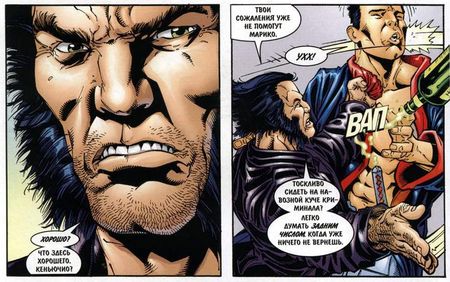 ХОРОШО?
ЧТО ЗДЕСЬ
ХОРОШЕГО,
КЕНЬЮЧИО?
ТВОИ
СОЖАЛЕНИЯ УЖЕ
НЕ ПОМОГУТ
МАРИКО.
УХХ!
ВАП
ТОСКЛИВО
СИДЕТЬ НА НА-
ВОЗНОЙ КУЧЕ КРИ-
МИНАЛА?
ЛЕГКО
ДУМАТЬ ЗАДНИМ
ЧИСЛОМ, КОГДА УЖЕ
НИЧЕГО НЕ ВЕРНЕШЬ.